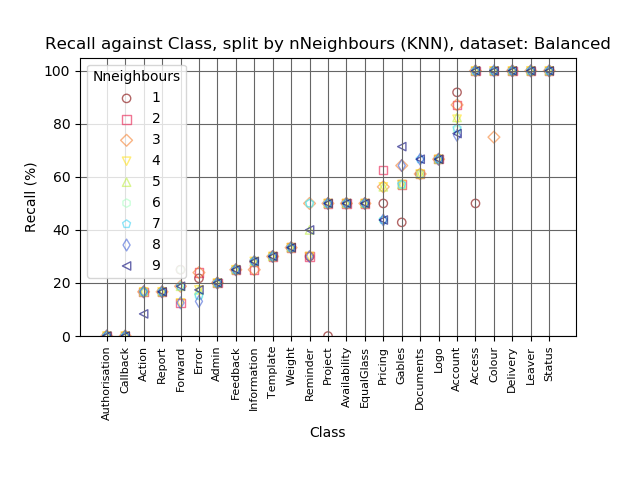 Recall against Class, split by nNeighbours (KNN), dataset: Balanced
Recall (%)
100
80
60
40
20
0
Nneighbours
1
2
3
4
5
6
7
8
9
Authorisation
Callback
Action
Report
Forward
Error
Admin
Feedback
Information
Template
Weight
Reminder
Project
Availability
EqualGlass
Pricing
Gables
Documents
Logo
Account
Access
Colour
Delivery
Leaver
Status
Class